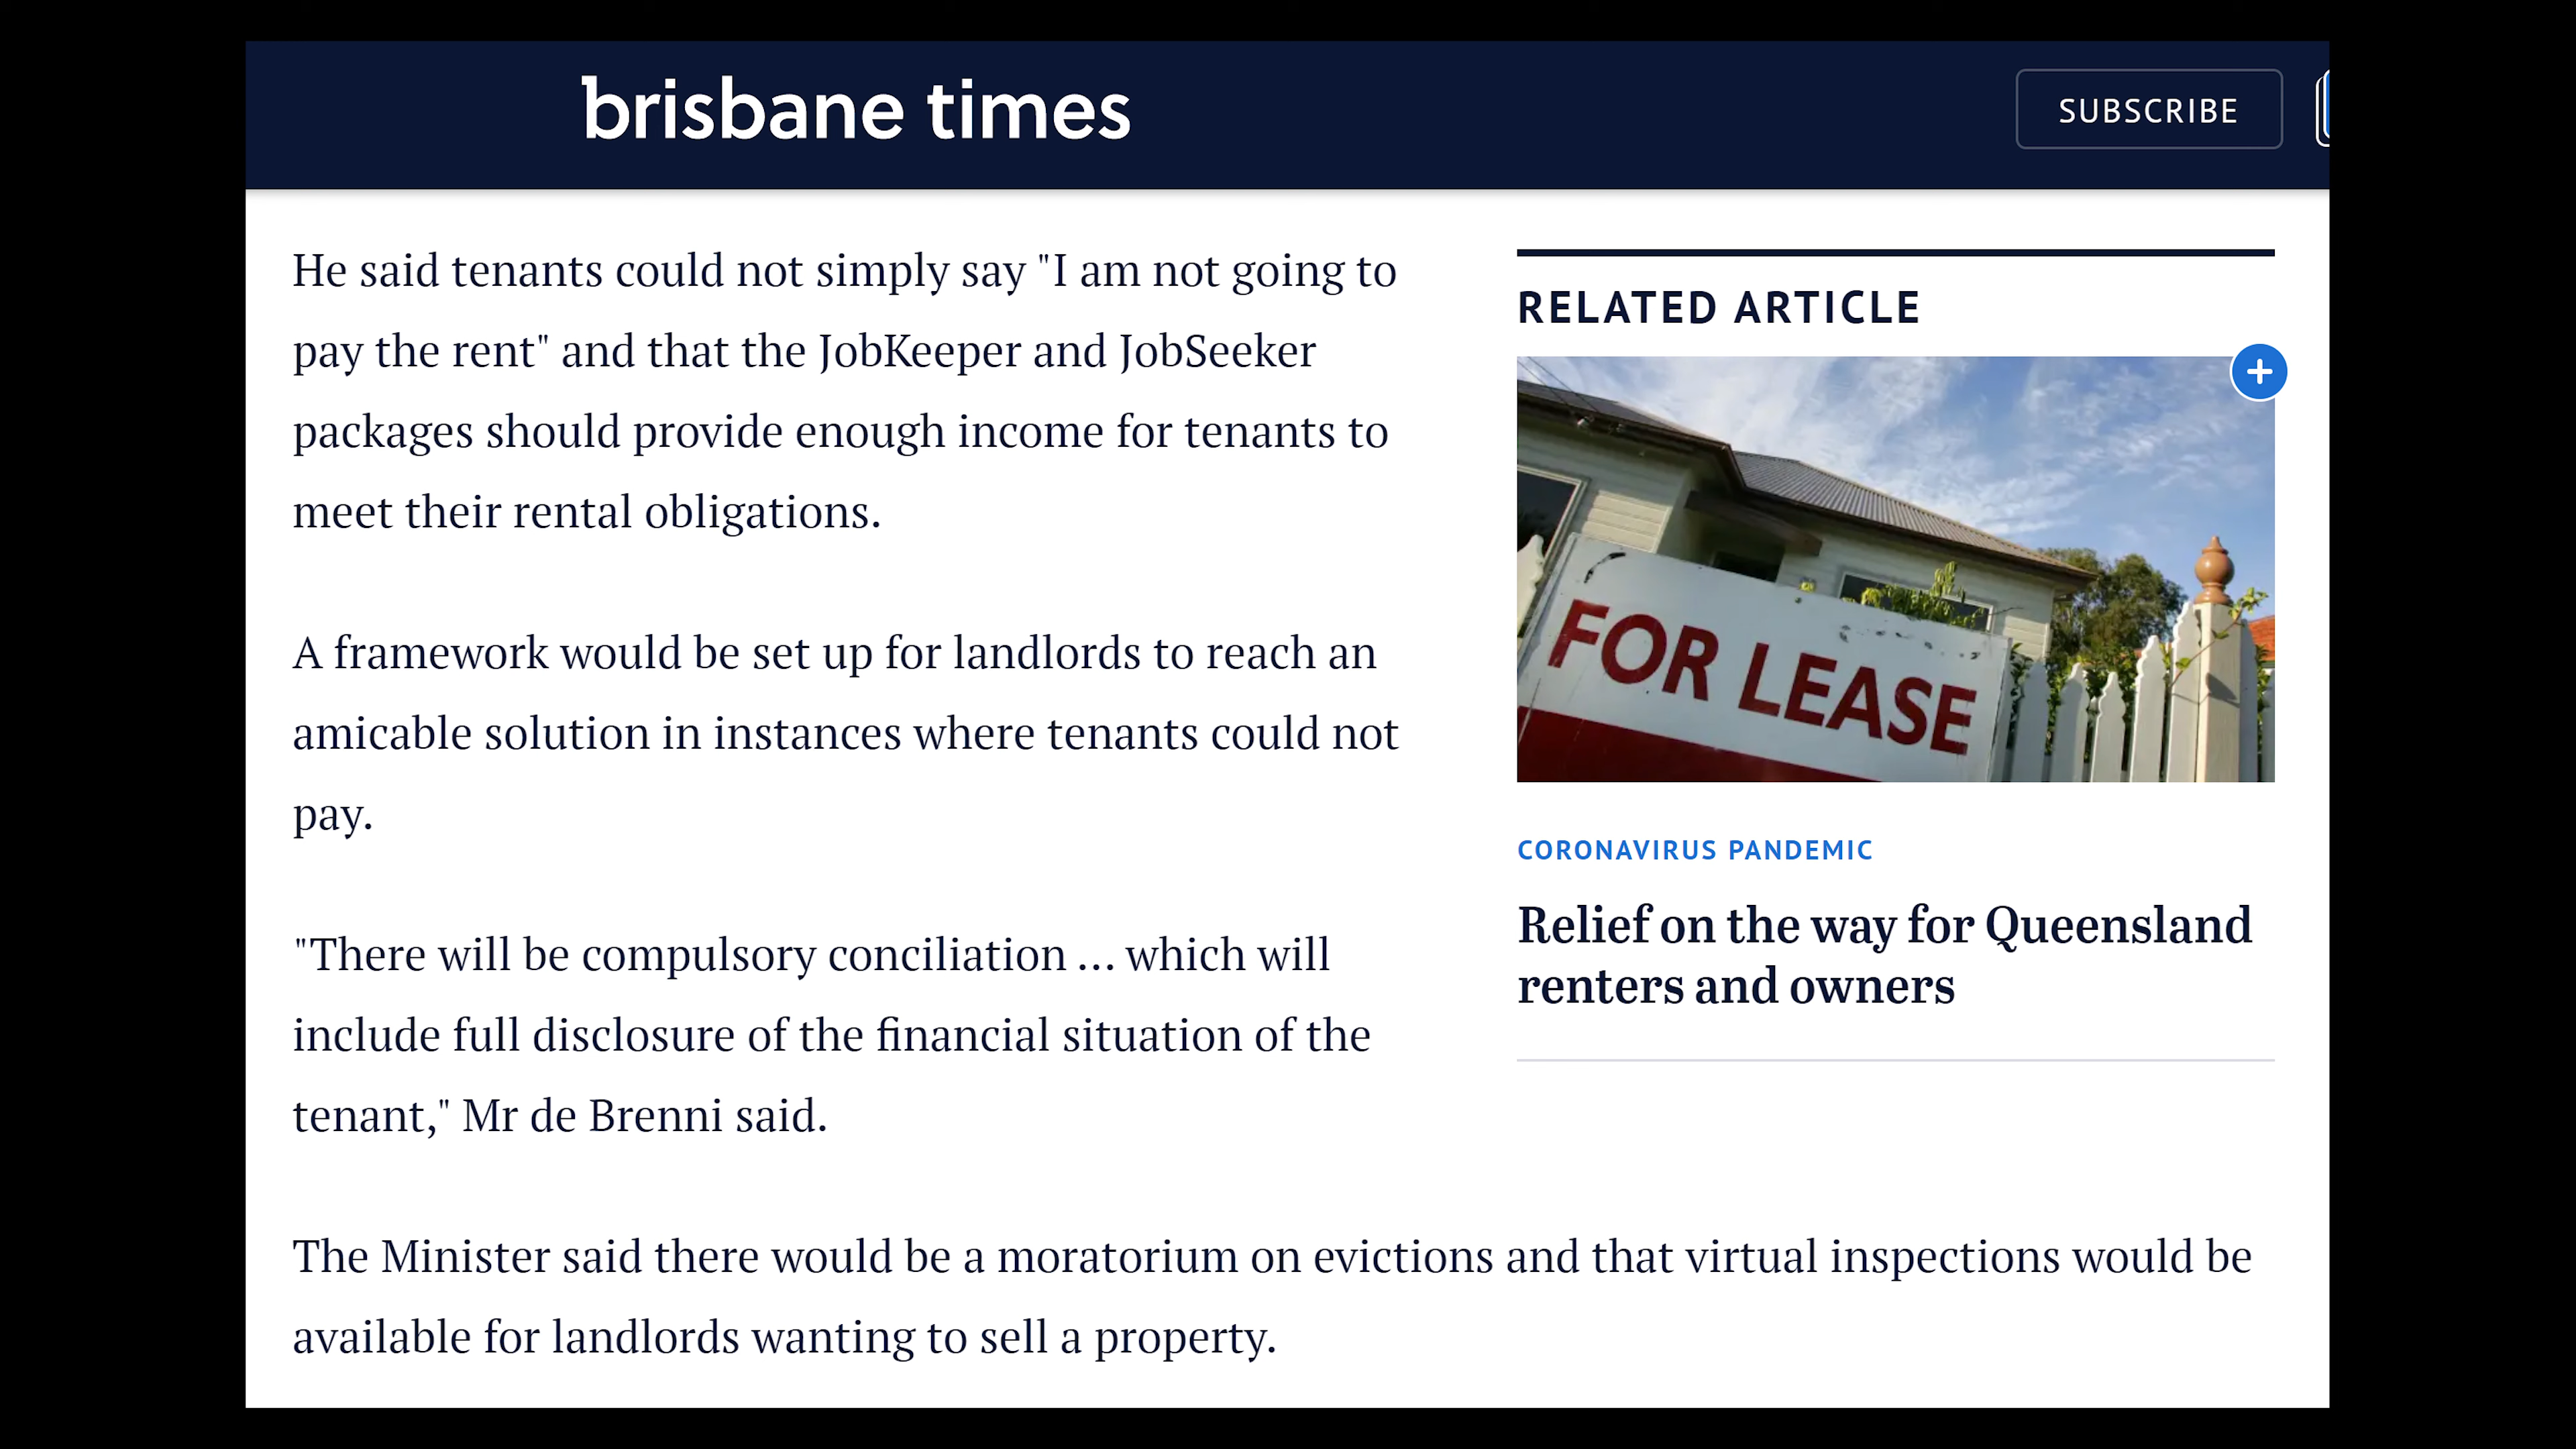 brisbane times
SUBSCRIBE
He said tenants could not simply say "I am not going to
pay the rent" and that the JobKeeper and JobSeeker
packages should provide enough income for tenants to
meet their rental obligations.
A framework would be set up for landlords to reach an
amicable solution in instances where tenants could not
pay.
"There will be compulsory conciliation ... which will
include full disclosure of the financial situation of the
tenant," Mr de Brenni said.
RELATED ARTICLE
FOR LEASE
CORONAVIRUS PANDEMIC
Relief on the way for Queensland
renters and owners
The Minister said there would be a moratorium on evictions and that virtual inspections would be
available for landlords wanting to sell a property.